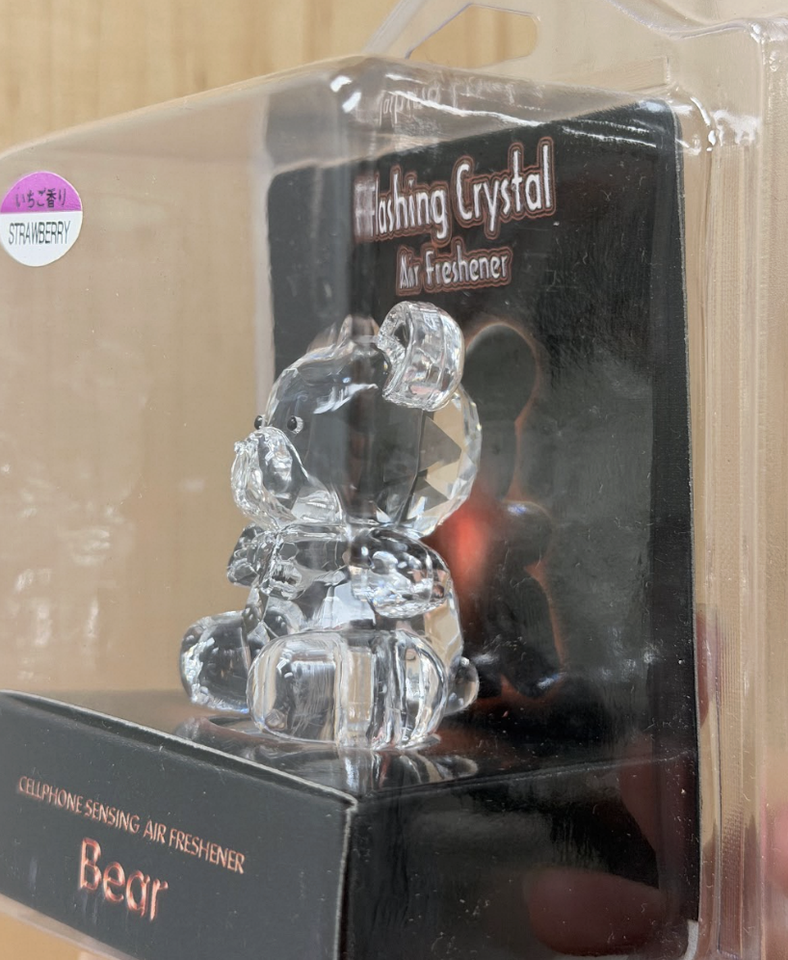 いちご香り
STRAWBERRY
Flashing Crystal
Air Freshener
CELLPHONE SENSING AIR FRESHENER
Bear